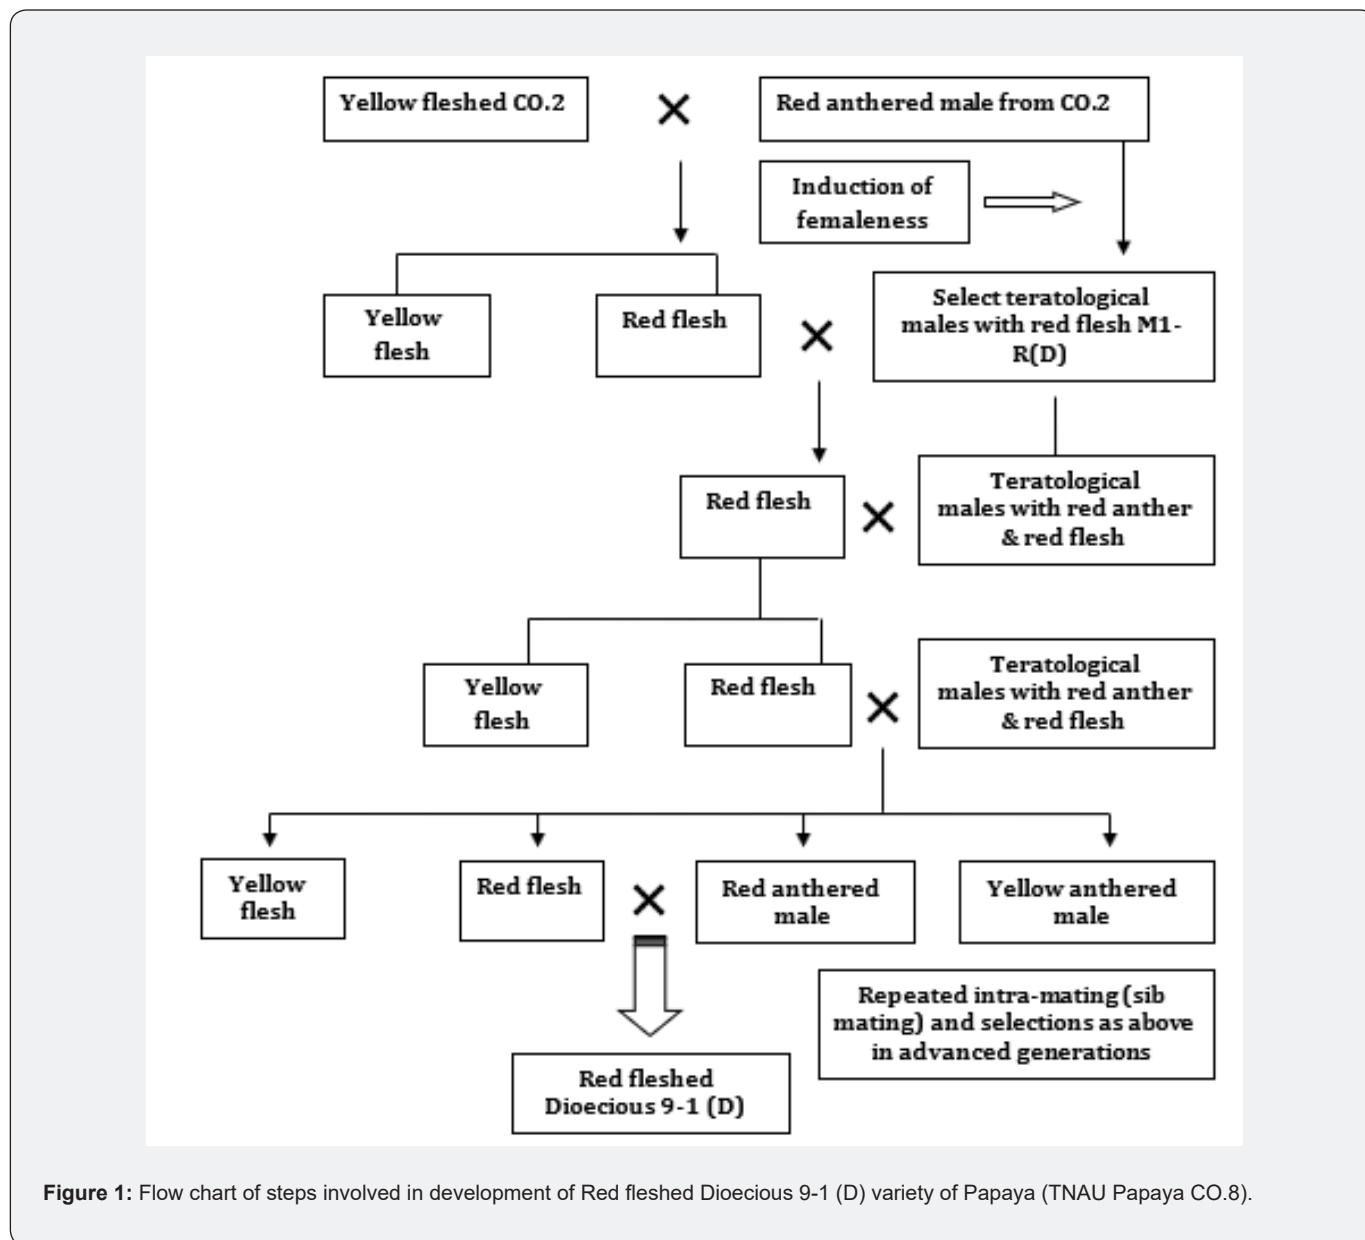 Yellow fleshed CO.2
Red anthered male from CO.2
Induction of
femaleness
Yellow
flesh
Red flesh
Select teratological
males with red flesh M1-
R(D)
Red flesh
Teratological
males with red anther
& red flesh
Yellow
flesh
Red flesh
Teratological
males with red anther
& red flesh
Yellow
flesh
Red flesh
Red anthered
male
Yellow anthered
male
Repeated intra-mating (sib
mating) and selections as above
in advanced generations
Red fleshed
Dioecious 9-1 (D)
Figure 1: Flow chart of steps involved in development of Red fleshed Dioecious 9-1 (D) variety of Papaya (TNAU Papaya CO.8).